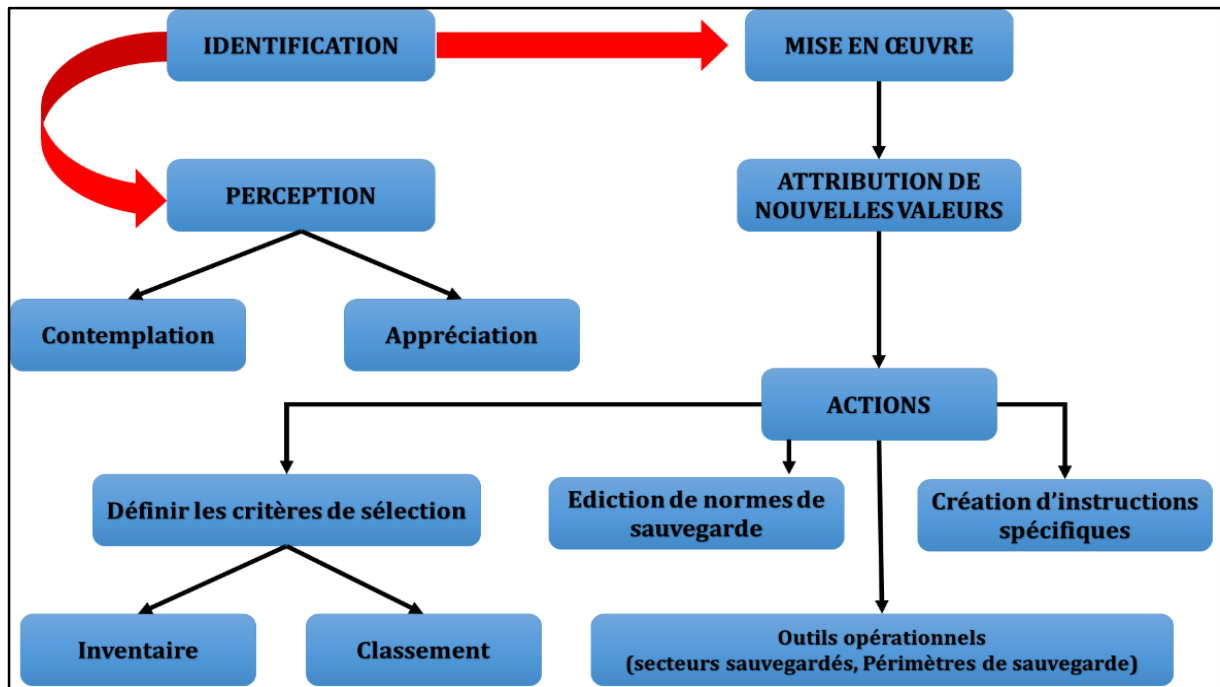 IDENTIFICATION
MISE EN ŒUVRE
PERCEPTION
ATTRIBUTION DE
NOUVELLES VALEURS
Contemplation
Appréciation
ACTIONS
Définir les critères de sélection
Ediction de normes de
sauvegarde
Création d’instructions
spécifiques
Inventaire
Classement
Outils opérationnels
(secteurs sauvegardés, Périmètres de sauvegarde)